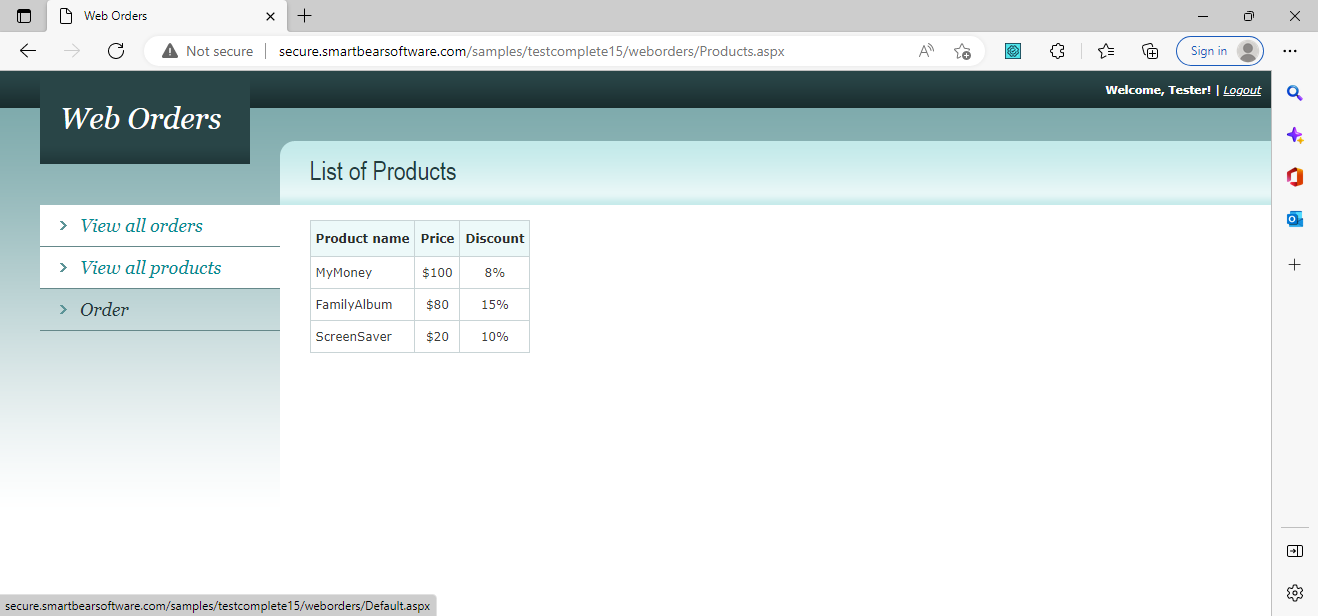 Web Orders
Not secure | secure.smartbearsoftware.com/samples/testcomplete15/weborders/Products.aspx
Sign in
Welcome, Tester! | Logout
Web Orders
List of Products
View all orders
View all products
Order
Product name Price Discount
MyMoney $100 8%
FamilyAlbum $80 15%
ScreenSaver $20 10%
secure.smartbearsoftware.com/samples/testcomplete15/weborders/Default.aspx